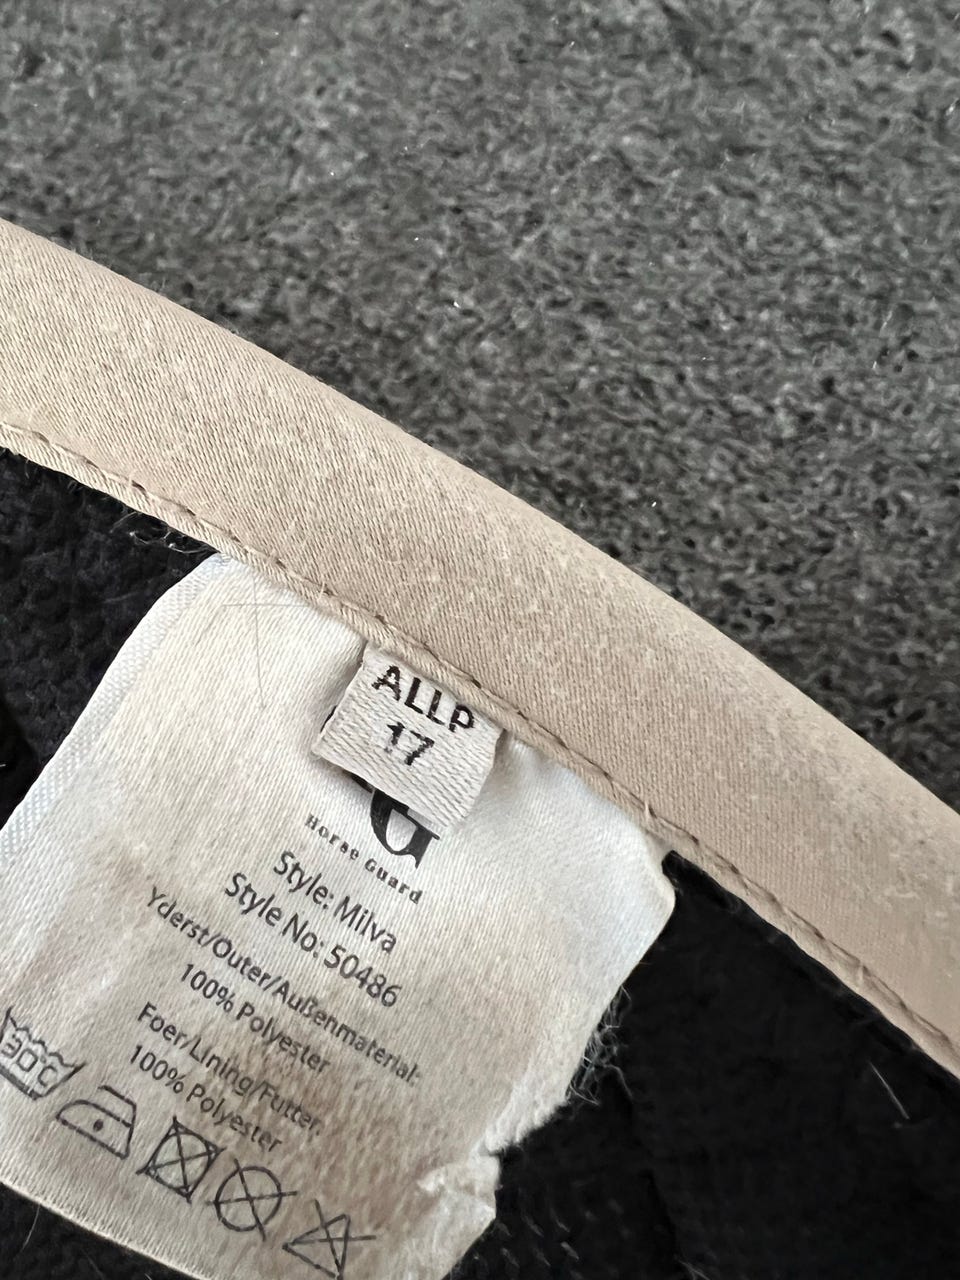 ALLP
17
G
Horse Guard
Style: Milva
Style No: 50486
Yderst/Outer/Außenmaterial:
100% Polyester
Foer/Lining/Futter:
100% Polyester
30°C